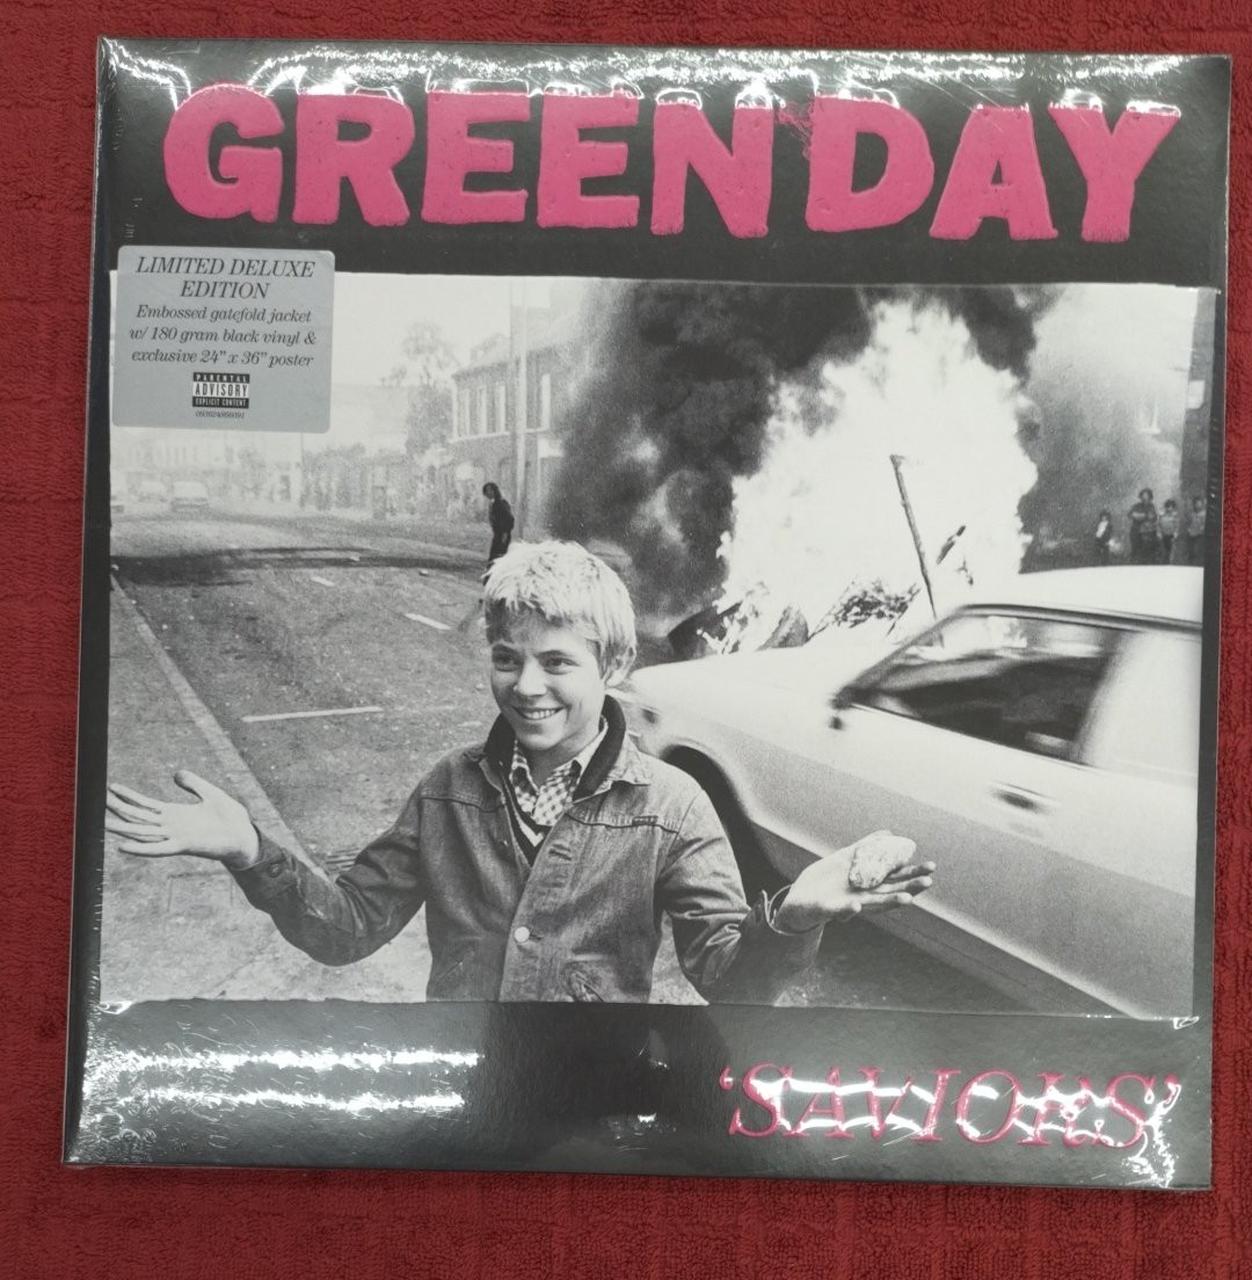 GREEN DAY
LIMITED DELUXE
EDITION
Embossed gatefold jacket
w/ 180 gram black vinyl &
exclusive 24" x 36" poster
PARENTAL
ADVISORY
EXPLICIT CONTENT
'SAVIORS'